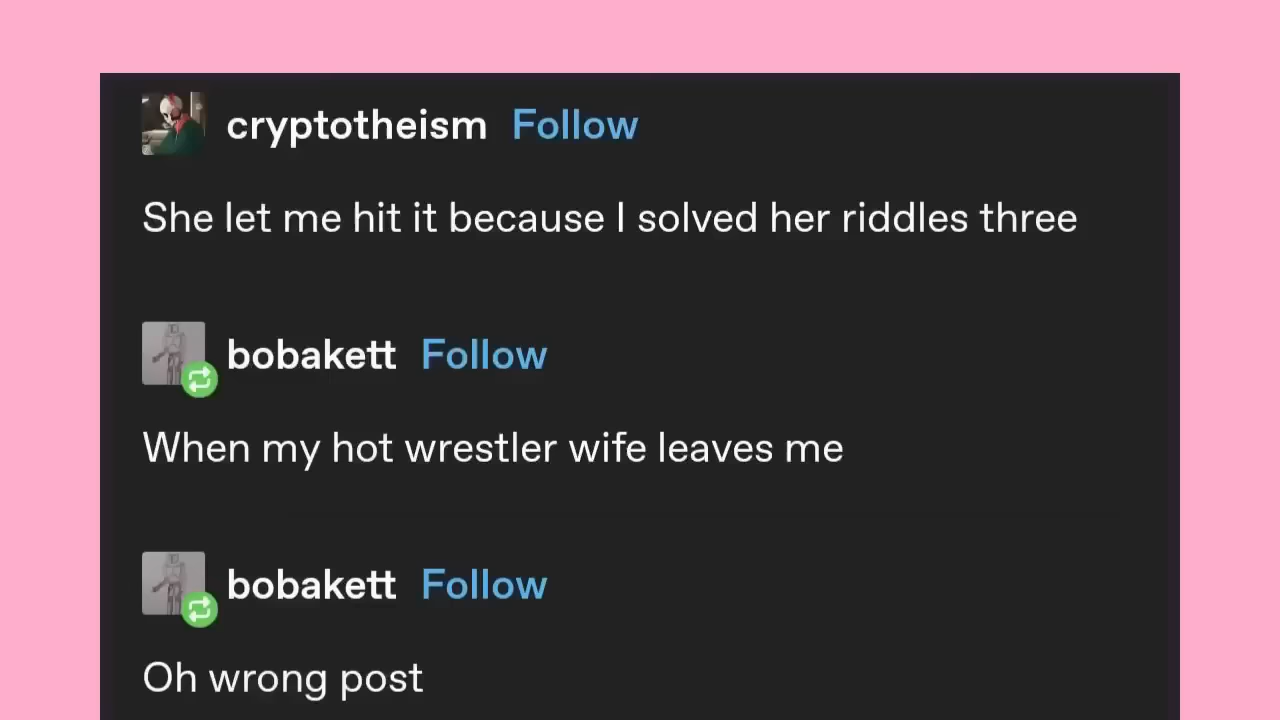 cryptotheism Follow
She let me hit it because I solved her riddles three
bobakett Follow
When my hot wrestler wife leaves me
bobakett Follow
Oh wrong post